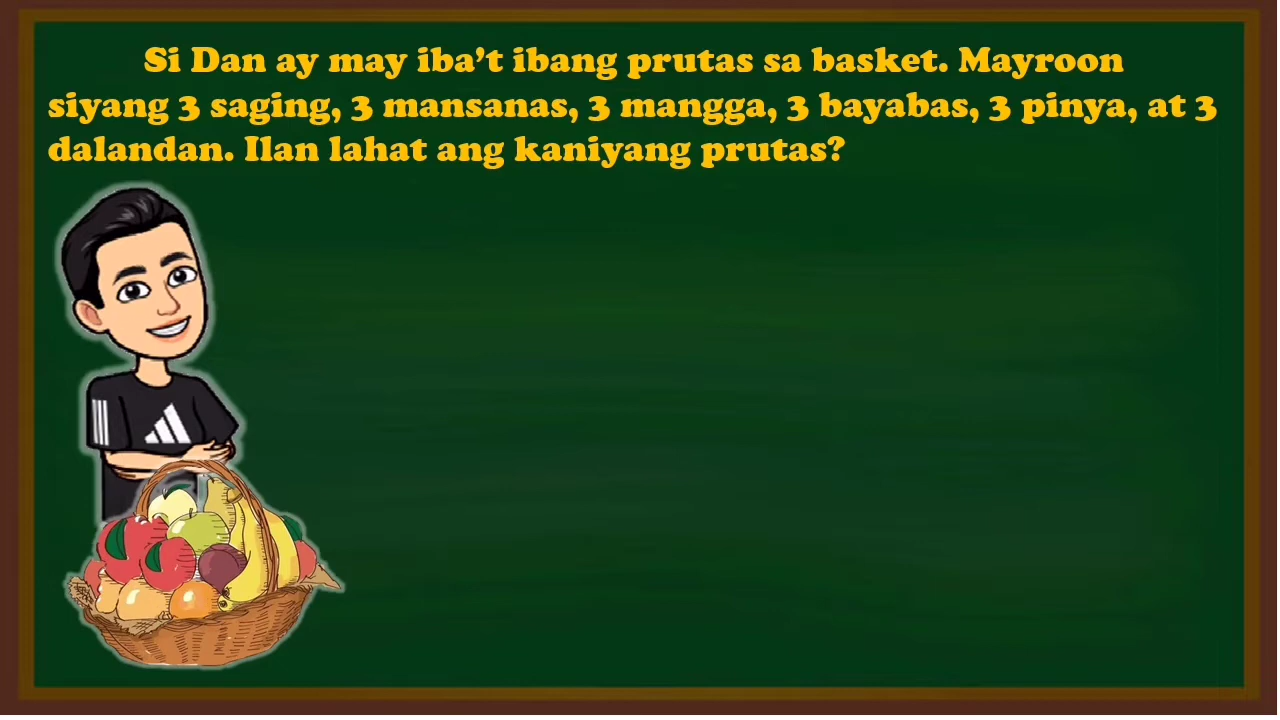 Si Dan ay may iba’t ibang prutas sa basket. Mayroon
siyang 3 saging, 3 mansanas, 3 mangga, 3 bayabas, 3 pinya, at 3
dalandan. Ilan lahat ang kaniyang prutas?